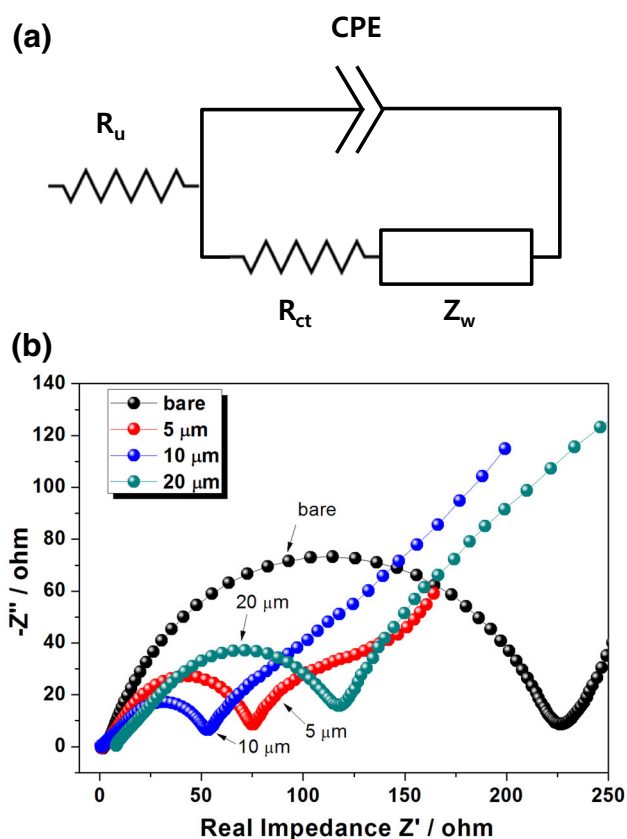 (a)
CPE
R_u
R_ct
Z_w
(b)
140
120
100
80
60
40
20
0
-Z" / ohm
bare
5 μm
10 μm
20 μm
bare
20 μm
5 μm
10 μm
0 50 100 150 200 250
Real Impedance Z' / ohm